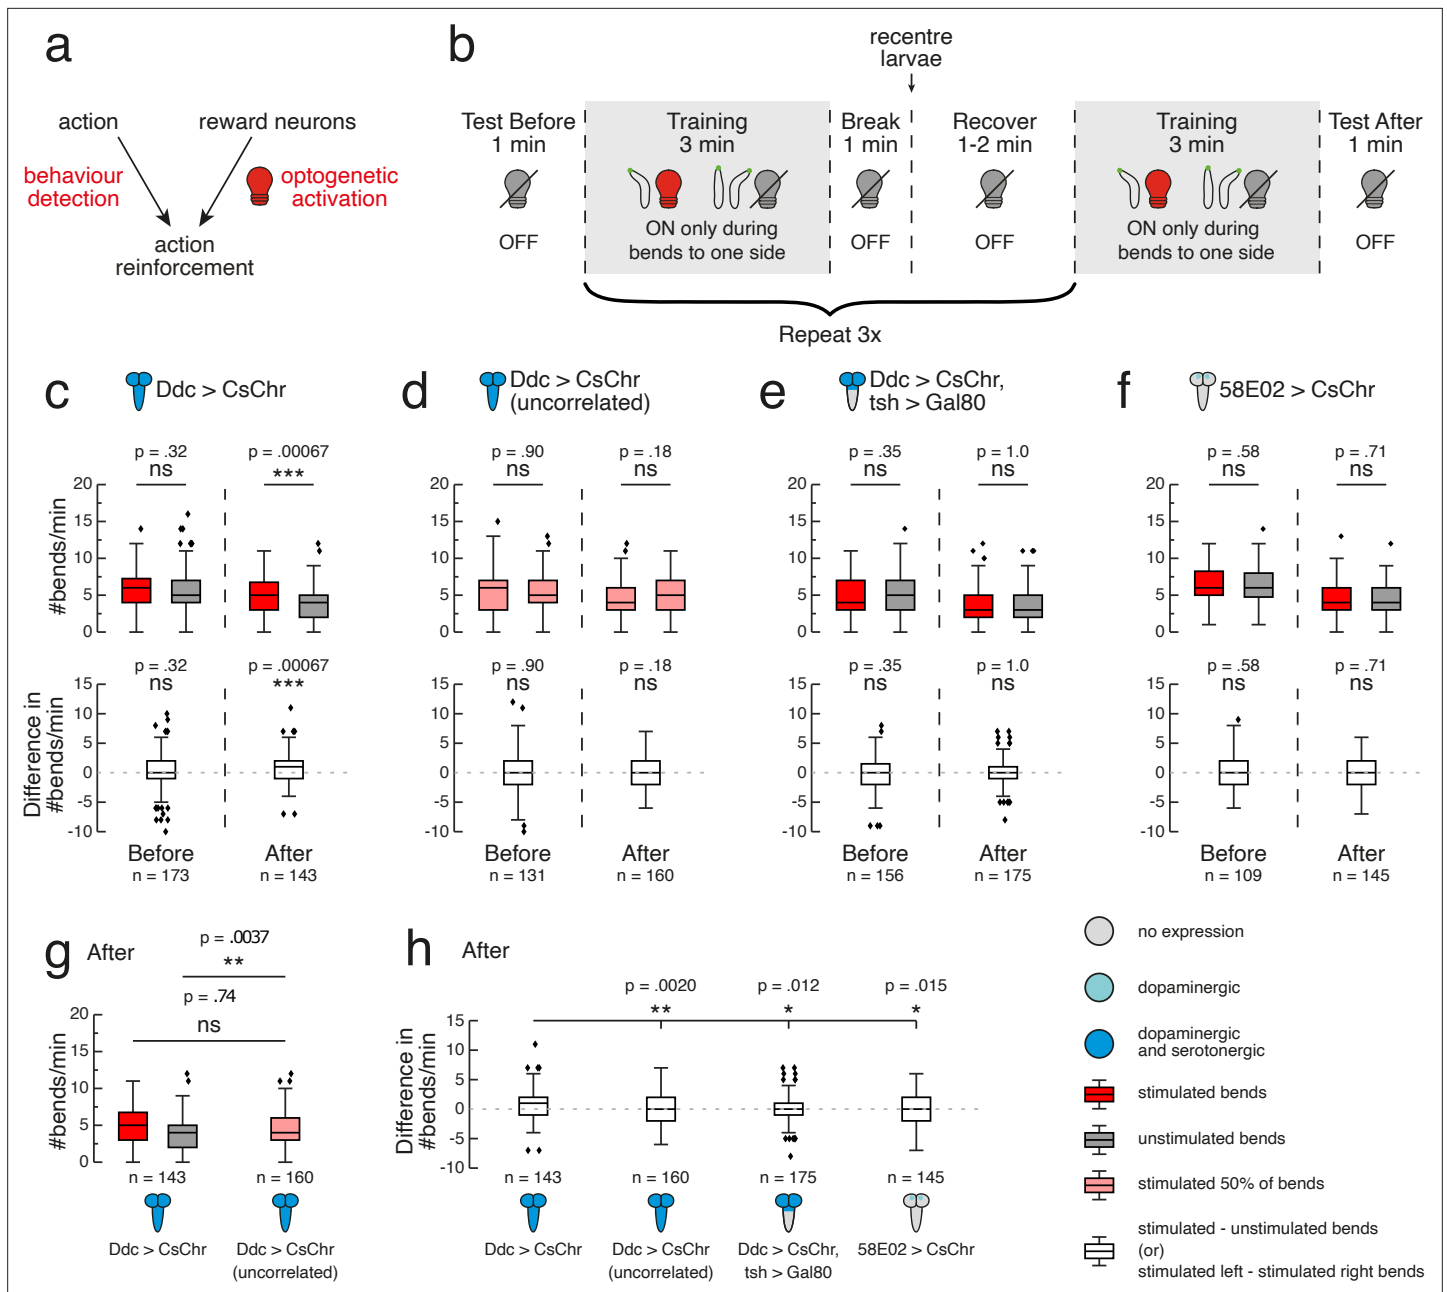 a
action
reward neurons
behaviour
detection
optogenetic
activation
action
reinforcement
b
recentre
larvae
Test Before
1 min
Training
3 min
Break
1 min
Recover
1-2 min
Training
3 min
Test After
1 min
OFF
ON only during
bends to one side
OFF
OFF
ON only during
bends to one side
OFF
Repeat 3x
c
Ddc > CsChr
p = .32
ns
p = .00067
***
#bends/min
20
15
10
5
0
p = .32
ns
p = .00067
***
Difference in
#bends/min
15
10
5
0
-5
-10
Before
n = 173
After
n = 143
d
Ddc > CsChr
(uncorrelated)
p = .90
ns
p = .18
ns
20
15
10
5
0
p = .90
ns
p = .18
ns
15
10
5
0
-5
-10
Before
n = 131
After
n = 160
e
Ddc > CsChr,
tsh > Gal80
p = .35
ns
p = 1.0
ns
20
15
10
5
0
p = .35
ns
p = 1.0
ns
15
10
5
0
-5
-10
Before
n = 156
After
n = 175
f
58E02 > CsChr
p = .58
ns
p = .71
ns
20
15
10
5
0
p = .58
ns
p = .71
ns
15
10
5
0
-5
-10
Before
n = 109
After
n = 145
g
After
p = .0037
**
p = .74
ns
#bends/min
20
15
10
5
0
n = 143
n = 160
Ddc > CsChr
Ddc > CsChr
(uncorrelated)
h
After
p = .0020
**
p = .012
*
p = .015
*
Difference in
#bends/min
15
10
5
0
-5
-10
n = 143
n = 160
n = 175
n = 145
Ddc > CsChr
Ddc > CsChr
(uncorrelated)
Ddc > CsChr,
tsh > Gal80
58E02 > CsChr
no expression
dopaminergic
dopaminergic
and serotonergic
stimulated bends
unstimulated bends
stimulated 50% of bends
stimulated - unstimulated bends
(or)
stimulated left - stimulated right bends